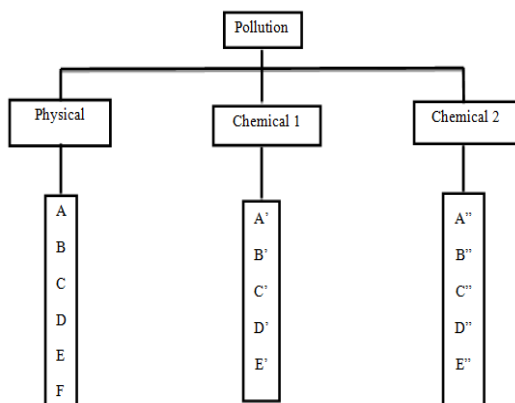 Pollution
Physical
Chemical 1
Chemical 2
A
B
C
D
E
F
A’
B’
C’
D’
E’
A”
B”
C”
D”
E”